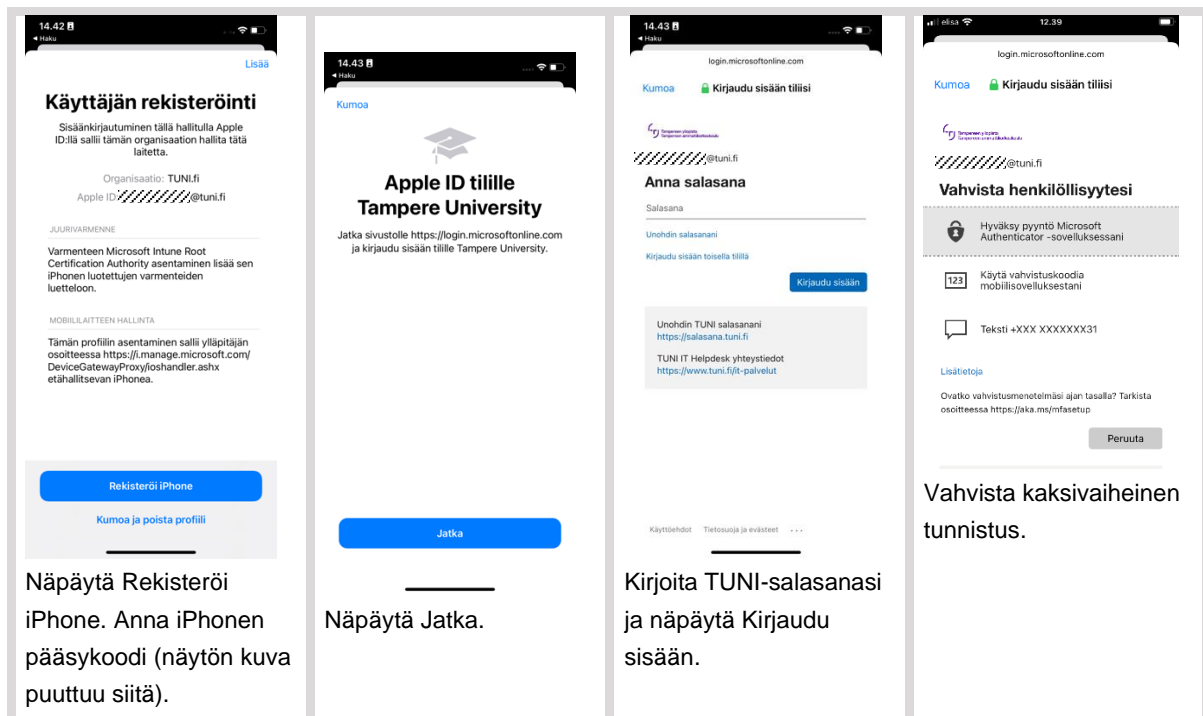 14.42
◀ Haku
Lisää
Käyttäjän rekisteröinti
Sisäänkirjautuminen tällä hallitulla Apple
ID:llä sallii tämän organisaation hallita tätä
laitetta.
Organisaatio: TUNI.fi
Apple ID: @tuni.fi
JUURIVARMENNE
Varmenteen Microsoft Intune Root
Certification Authority asentaminen lisää sen
iPhonen luotettujen varmenteiden
luetteloon.
MOBIILILAITTEEN HALLINTA
Tämän profiilin asentaminen sallii ylläpitäjän
osoitteessa https://i.manage.microsoft.com/
DeviceGatewayProxy/ioshandler.ashx
etähallitsevan iPhonea.
Rekisteröi iPhone
Kumoa ja poista profiili
Näpäytä Rekisteröi
iPhone. Anna iPhonen
pääsykoodi (näytön kuva
puuttuu siitä).
14.43
◀ Haku
Kumoa
Apple ID tilille
Tampere University
Jatka sivustolle https://login.microsoftonline.com
ja kirjaudu sisään tilille Tampere University.
Jatka
Näpäytä Jatka.
14.43
◀ Haku
login.microsoftonline.com
Kumoa Kirjaudu sisään tiliisi
Tampereen yliopisto
Tampereen ammattikorkeakoulu
@tuni.fi
Anna salasana
Salasana
Unohdin salasanani
Kirjaudu sisään toisella tilillä
Kirjaudu sisään
Unohdin TUNI salasanani
https://salasana.tuni.fi
TUNI IT Helpdesk yhteystiedot
https://www.tuni.fi/it-palvelut
Käyttöehdot Tietosuoja ja evästeet ...
Kirjoita TUNI-salasanasi
ja näpäytä Kirjaudu
sisään.
elisa 12.39
login.microsoftonline.com
Kumoa Kirjaudu sisään tiliisi
Tampereen yliopisto
Tampereen ammattikorkeakoulu
@tuni.fi
Vahvista henkilöllisyytesi
Hyväksy pyyntö Microsoft
Authenticator -sovelluksessani
123 Käytä vahvistuskoodia
mobiilisovelluksestani
Teksti +XXX XXXXXXX31
Lisätietoja
Ovatko vahvistusmenetelmäsi ajan tasalla? Tarkista
osoitteessa https://aka.ms/mfasetup
Peruuta
Vahvista kaksivaiheinen
tunnistus.